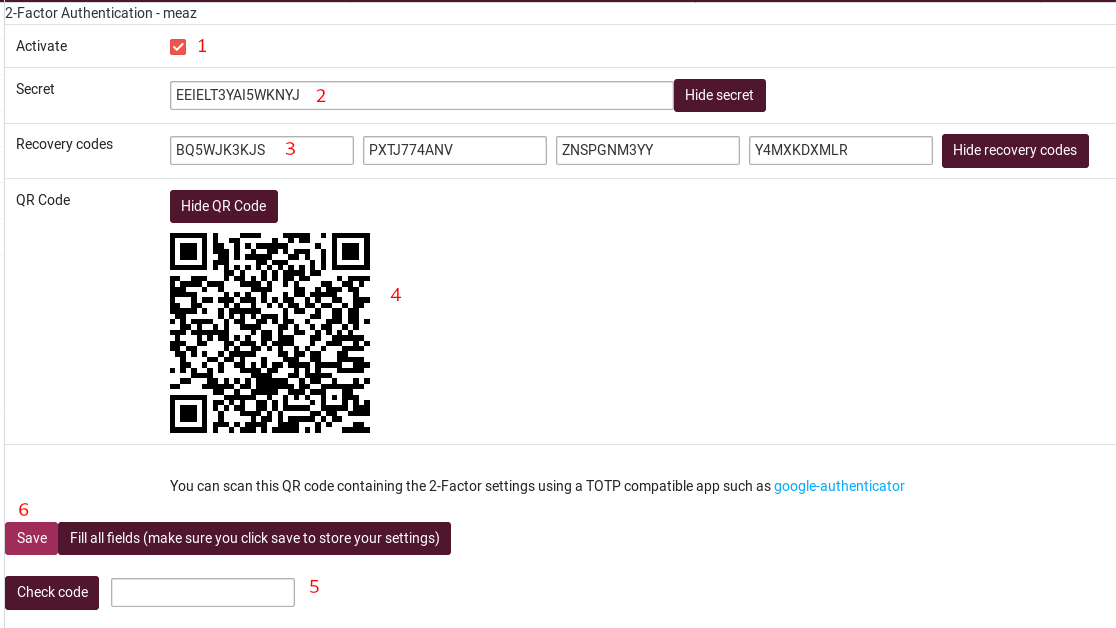 2-Factor Authentication - meaz
Activate 1
Secret EEIELT3YAI5WKNYJ 2 Hide secret
Recovery codes BQ5WJK3KJS 3 PXTJ774ANV ZNSPGNM3YY Y4MXKDXMLR Hide recovery codes
QR Code Hide QR Code
4
You can scan this QR code containing the 2-Factor settings using a TOTP compatible app such as google-authenticator
6
Save Fill all fields (make sure you click save to store your settings)
Check code 5